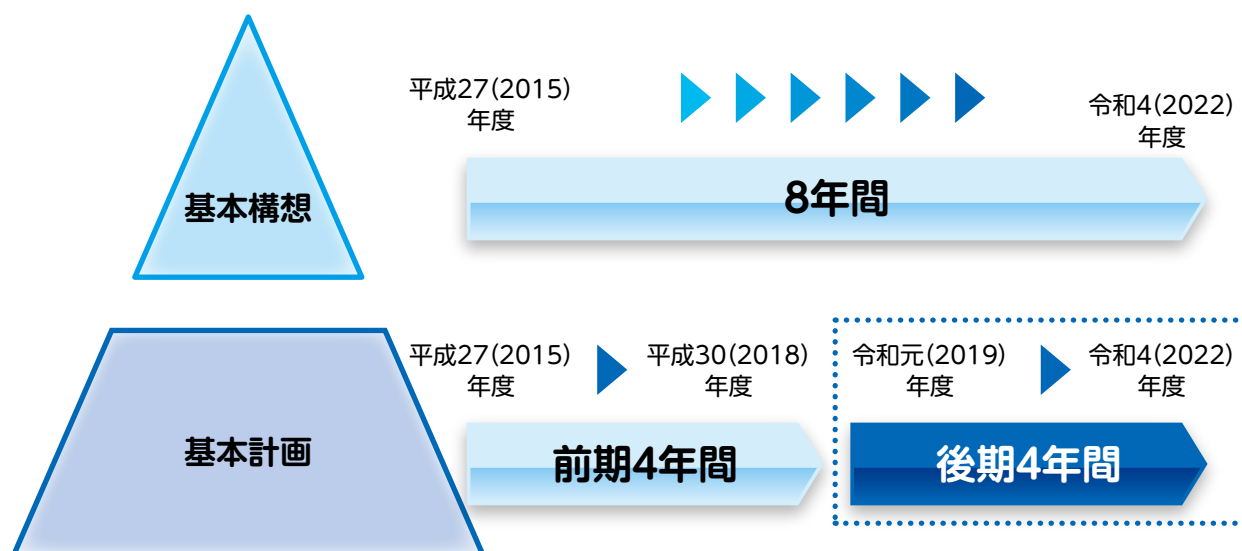 平成27(2015)
年度
令和4(2022)
年度
基本構想
8年間
平成27(2015)
年度
平成30(2018)
年度
令和元(2019)
年度
令和4(2022)
年度
基本計画
前期4年間
後期4年間